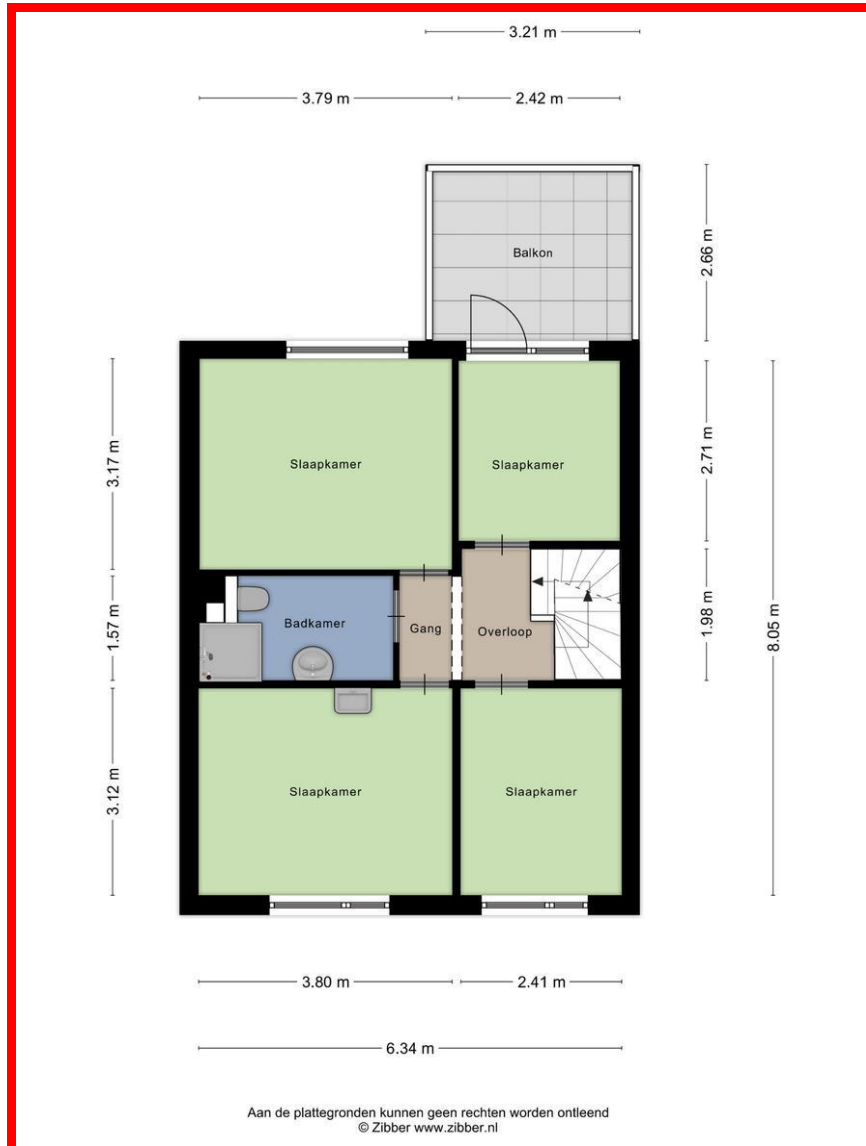 3.21 m
3.79 m
2.42 m
Balkon
2.66 m
3.17 m
Slaapkamer
Slaapkamer
2.71 m
1.57 m
Badkamer
Gang
Overloop
1.98 m
8.05 m
3.12 m
Slaapkamer
Slaapkamer
3.80 m
2.41 m
6.34 m
Aan de plattegronden kunnen geen rechten worden ontleend
© Zibber www.zibber.nl